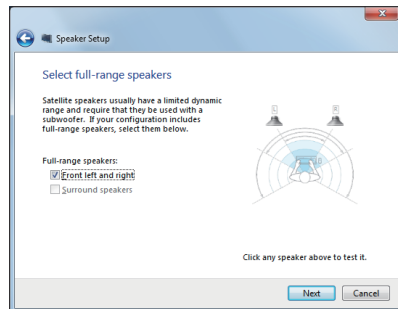 Speaker Setup
Select full-range speakers
Satellite speakers usually have a limited dynamic
range and require that they be used with a
subwoofer. If your configuration includes
full-range speakers, select them below.
Full-range speakers:
Front left and right
Surround speakers
Click any speaker above to test it.
Next
Cancel